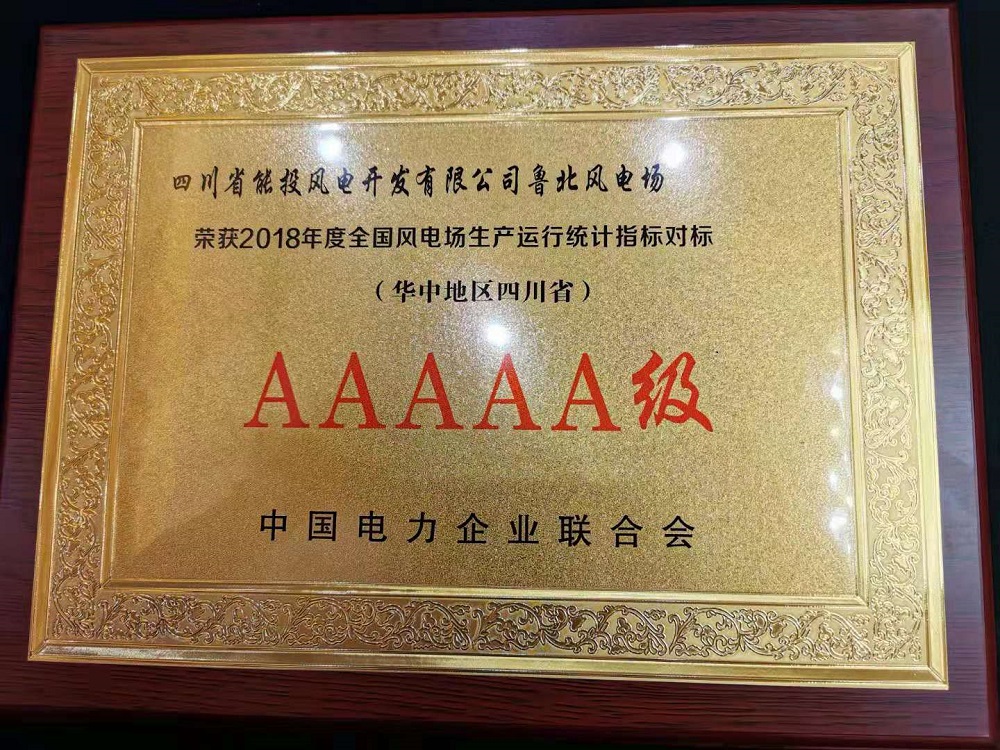 四川省能投风电开发有限公司鲁北风电场
荣获2018年度全国风电场生产运行统计指标对标
（华中地区四川省）
AAAAA级
中国电力企业联合会